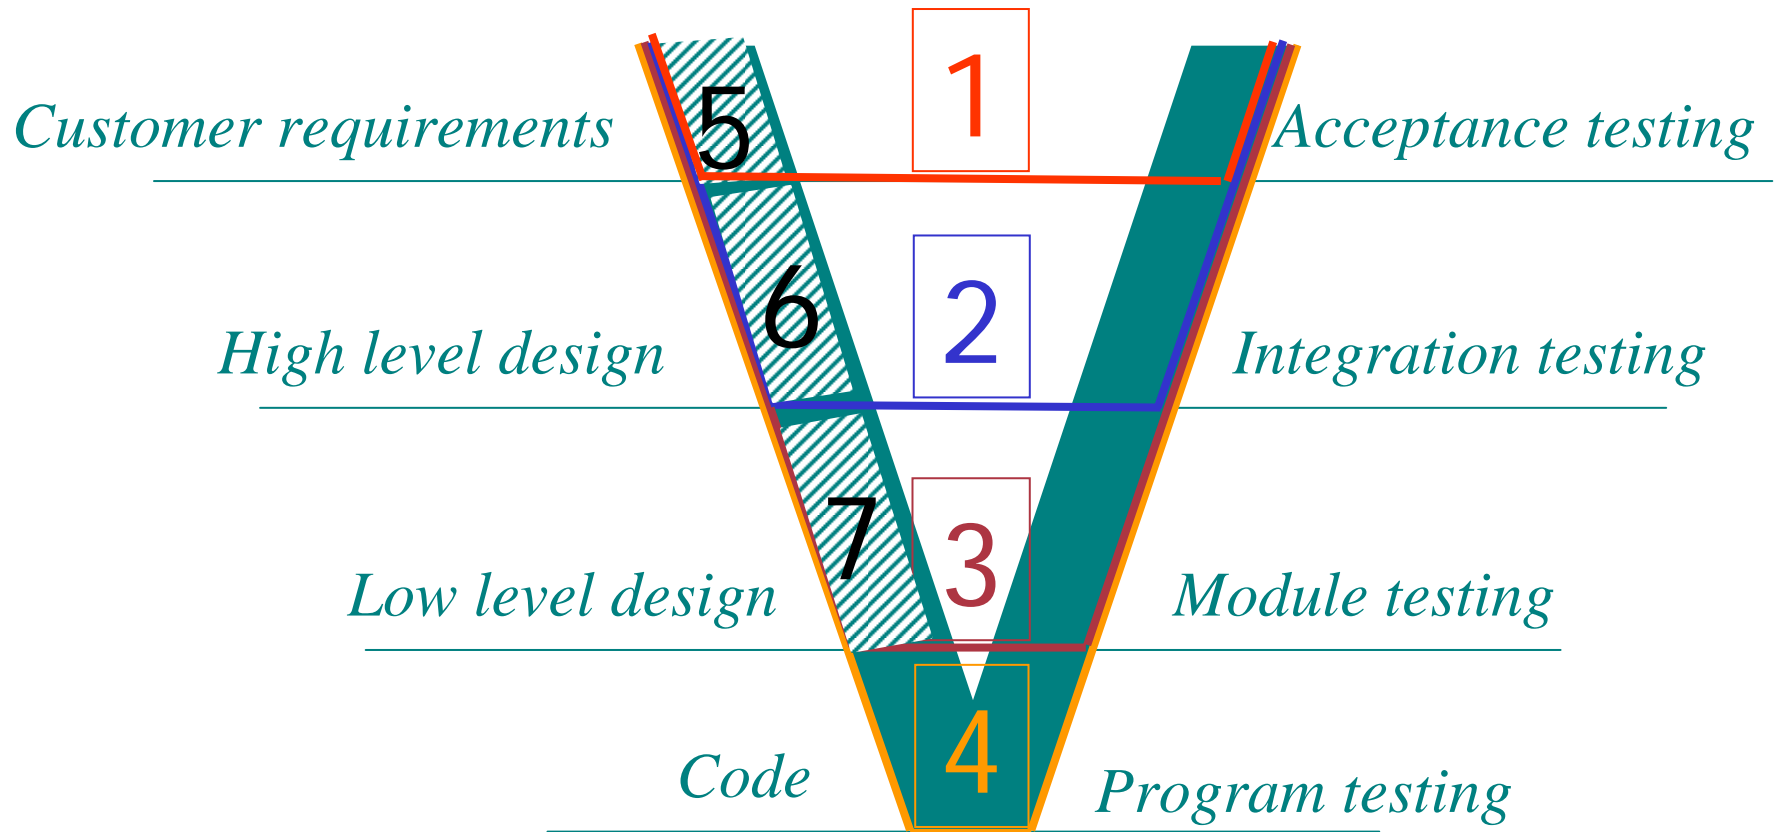 1
5
Customer requirements
Acceptance testing
2
6
High level design
Integration testing
3
7
Low level design
Module testing
4
Code
Program testing